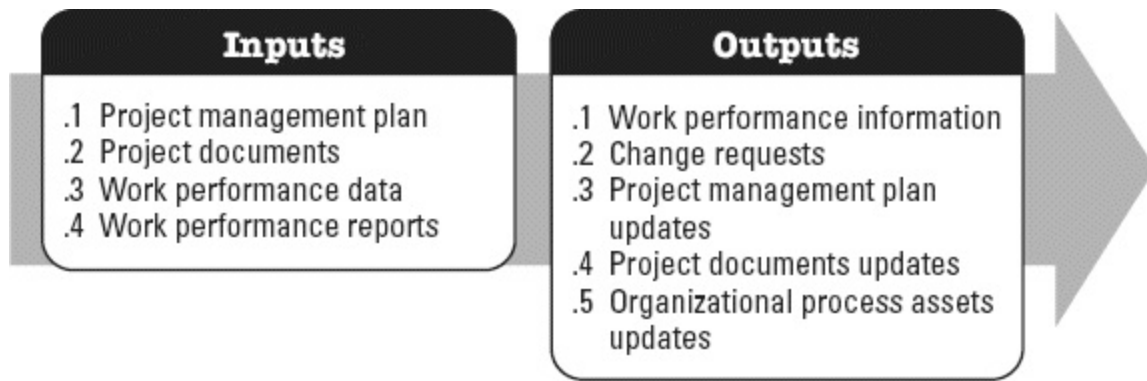 Inputs
.1 Project management plan
.2 Project documents
.3 Work performance data
.4 Work performance reports
Outputs
.1 Work performance information
.2 Change requests
.3 Project management plan
updates
.4 Project documents updates
.5 Organizational process assets
updates